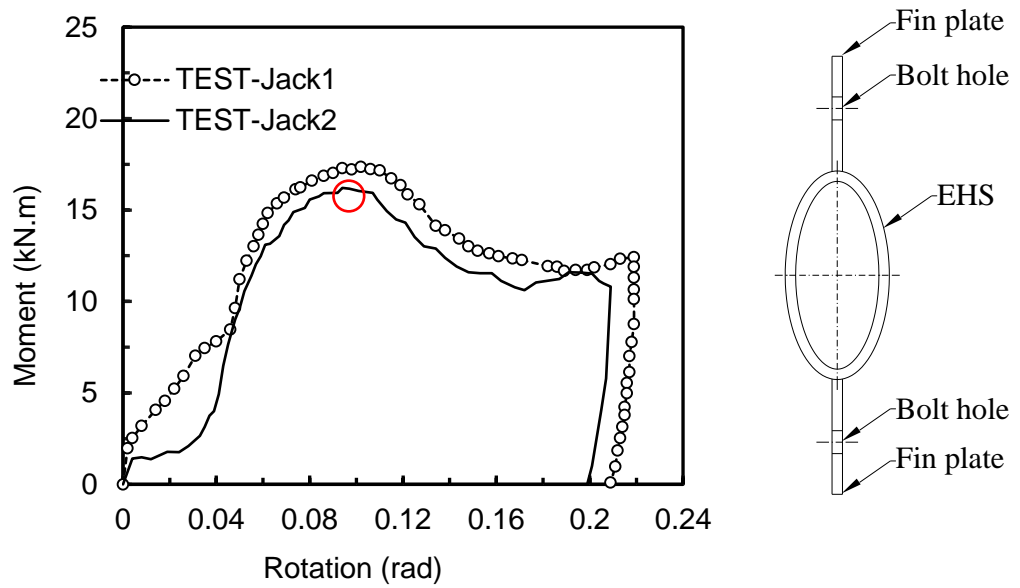 25
20
15
10
5
0
Moment (kN.m)
TEST-Jack1
TEST-Jack2
0 0.04 0.08 0.12 0.16 0.2 0.24
Rotation (rad)
Fin plate
Bolt hole
EHS
Bolt hole
Fin plate